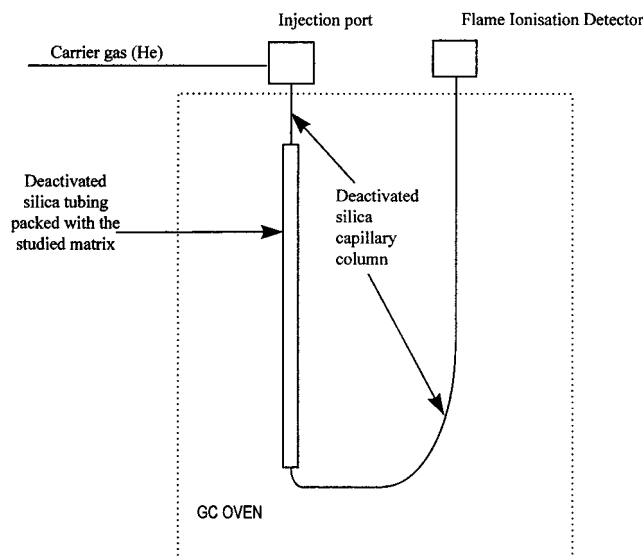 Injection port
Flame Ionisation Detector
Carrier gas (He)
Deactivated
silica tubing
packed with the
studied matrix
Deactivated
silica
capillary
column
GC OVEN